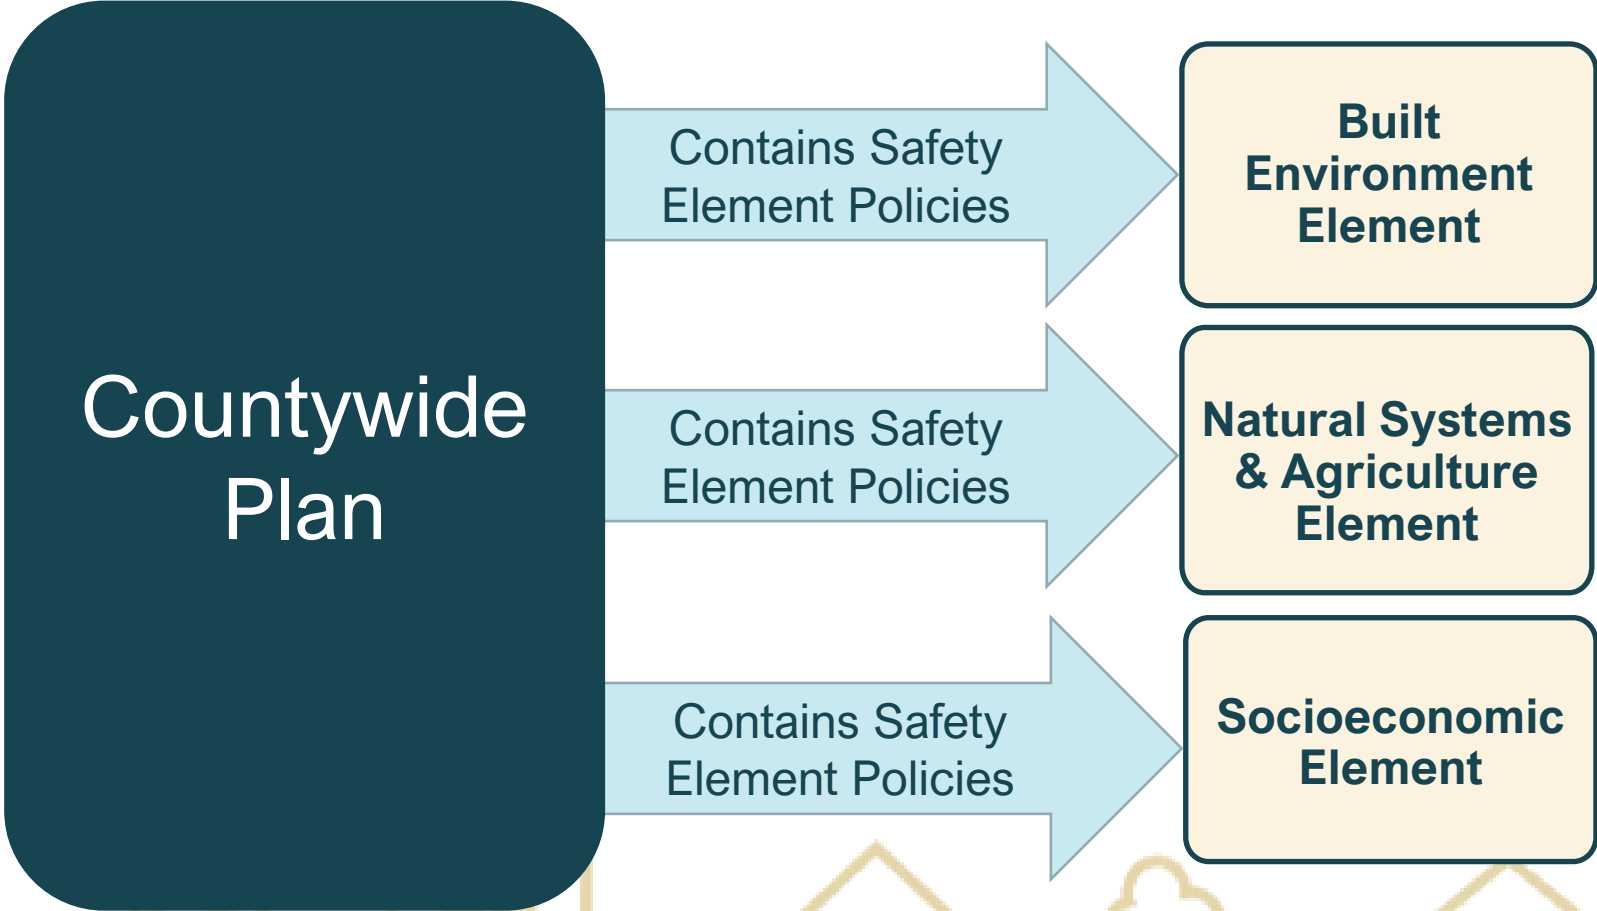 Countywide
Plan
Contains Safety
Element Policies
Built
Environment
Element
Contains Safety
Element Policies
Natural Systems
& Agriculture
Element
Contains Safety
Element Policies
Socioeconomic
Element